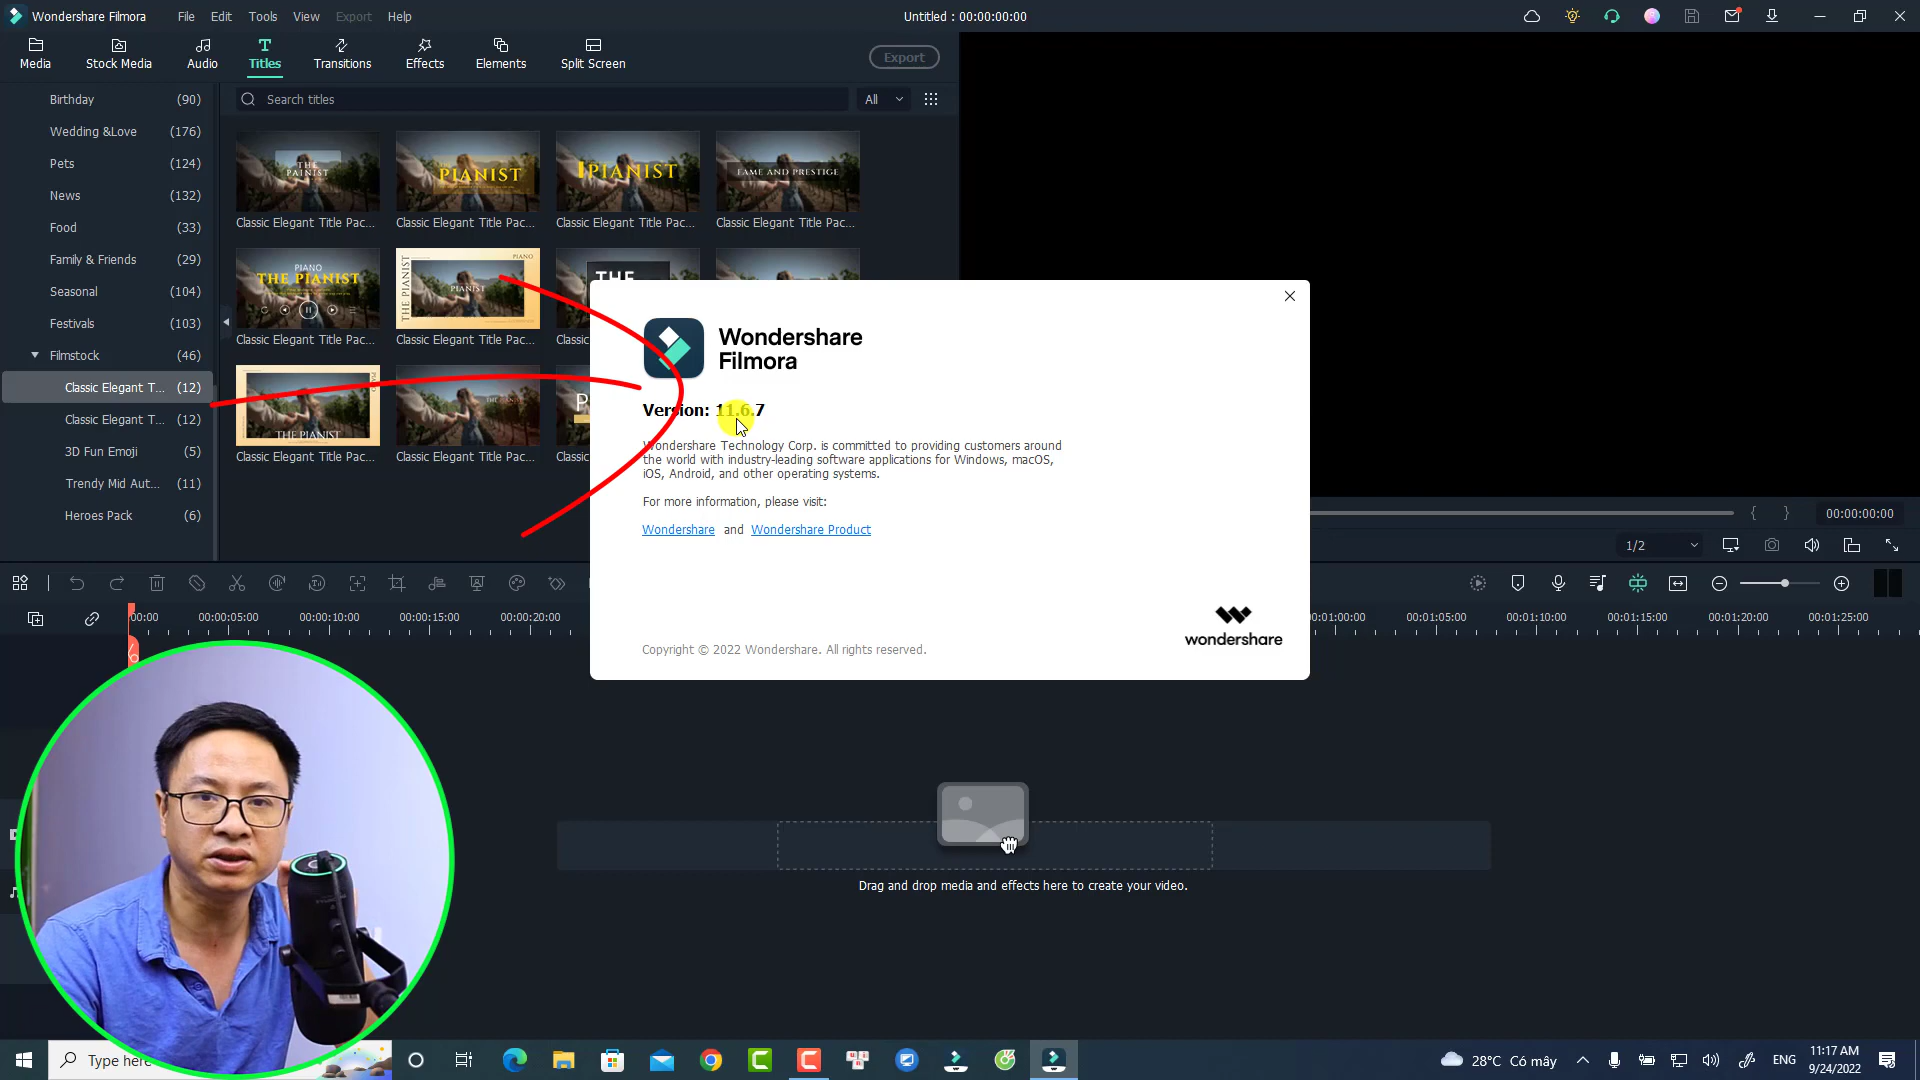 Wondershare Filmora
File Edit Tools View Export Help
Untitled : 00:00:00:00
Media
Stock Media
Audio
Titles
Transitions
Effects
Elements
Split Screen
Export
Birthday (90)
Wedding &Love (176)
Pets (124)
News (132)
Food (33)
Family & Friends (29)
Seasonal (104)
Festivals (103)
Filmstock (46)
Classic Elegant T... (12)
Classic Elegant T... (12)
3D Fun Emoji (5)
Trendy Mid Aut... (11)
Heroes Pack (6)
Search titles
All
THE
PAINIST
PIANIST
PIANIST
FAME AND PRESTIGE
Classic Elegant Title Pac...
Classic Elegant Title Pac...
Classic Elegant Title Pac...
Classic Elegant Title Pac...
PIANO
THE PIANIST
THE PIANIST
PIANO
PIANIST
THE
Classic Elegant Title Pac...
Classic Elegant Title Pac...
THE PIANIST
Classic Elegant Title Pac...
Classic Elegant Title Pac...
Wondershare
Filmora
Version: 11.6.7
Wondershare Technology Corp. is committed to providing customers around
the world with industry-leading software applications for Windows, macOS,
iOS, Android, and other operating systems.
For more information, please visit:
Wondershare and Wondershare Product
wondershare
Copyright © 2022 Wondershare. All rights reserved.
{ } 00:00:00:00
1/2
00:00 00:00:05:00 00:00:10:00 00:00:15:00 00:00:20:00 0:01:00:00 00:01:05:00 00:01:10:00 00:01:15:00 00:01:20:00 00:01:25:00
Drag and drop media and effects here to create your video.
Type here
28°C Có mây
ENG
11:17 AM
9/24/2022